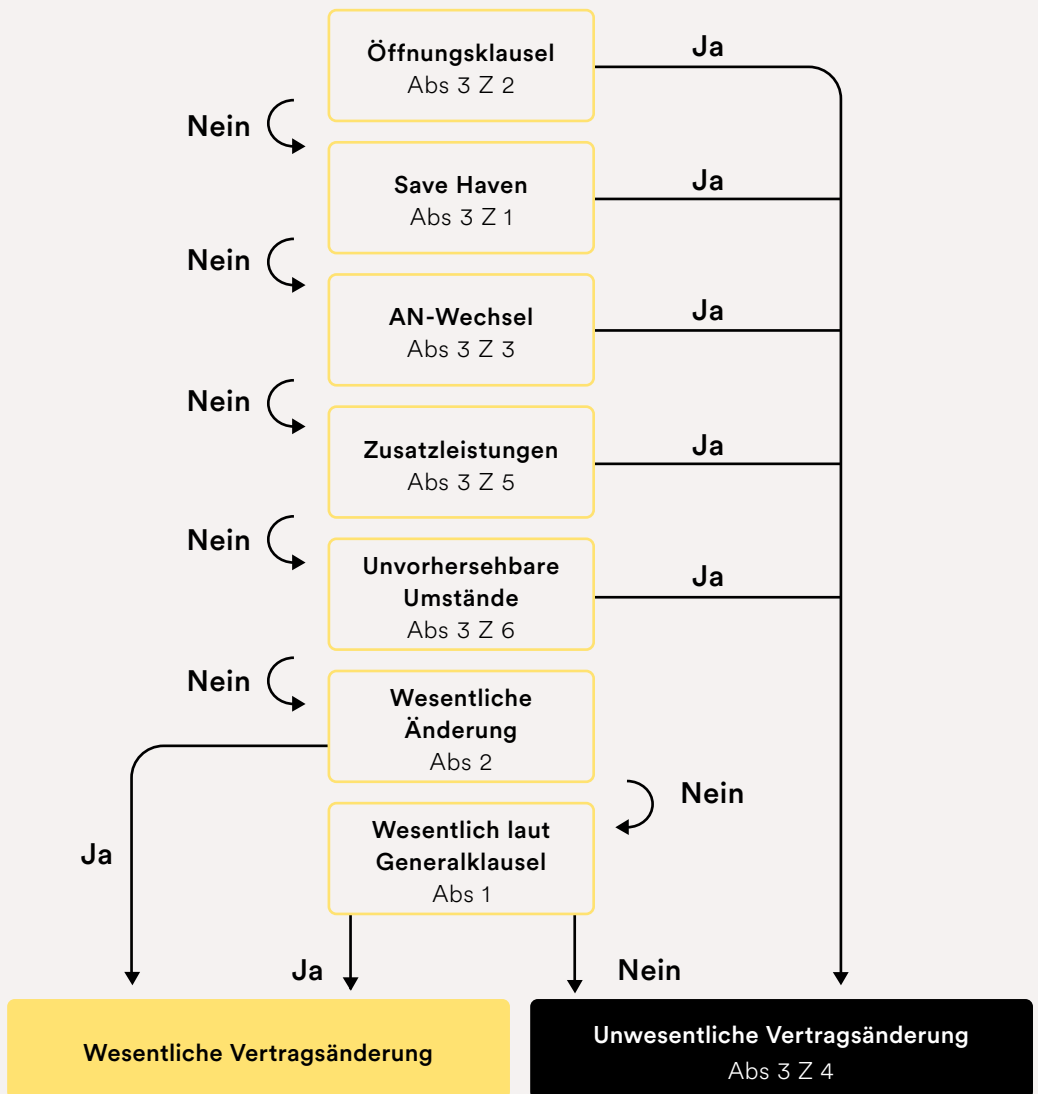 Öffnungsklausel
Abs 3 Z 2
Ja
Nein
Save Haven
Abs 3 Z 1
Ja
Nein
AN-Wechsel
Abs 3 Z 3
Ja
Nein
Zusatzleistungen
Abs 3 Z 5
Ja
Nein
Unvorhersehbare
Umstände
Abs 3 Z 6
Ja
Nein
Wesentliche
Änderung
Abs 2
Nein
Ja
Wesentlich laut
Generalklausel
Abs 1
Ja
Nein
Wesentliche Vertragsänderung
Unwesentliche Vertragsänderung
Abs 3 Z 4